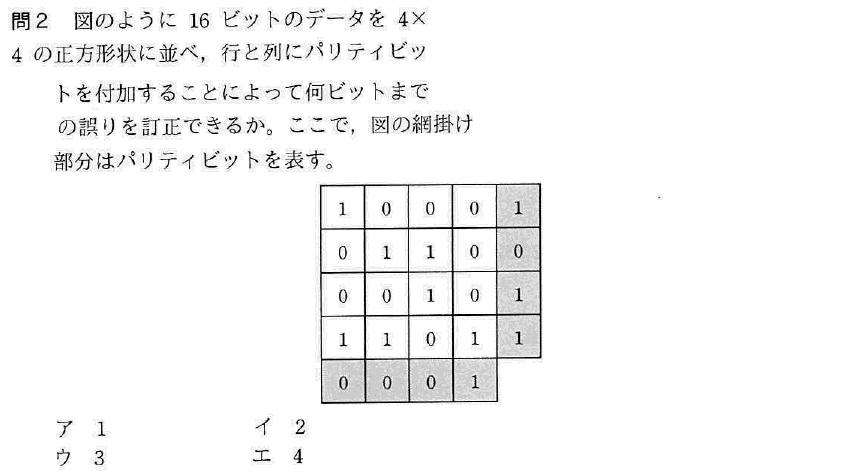 問2 図のように 16 ビットのデータを 4×
4 の正方形状に並べ，行と列にパリティビッ
トを付加することによって何ビットまで
の誤りを訂正できるか。ここで，図の網掛け
部分はパリティビットを表す。
1 0 0 0 1
0 1 1 0 0
0 0 1 0 1
1 1 0 1 1
0 0 0 1
ア 1 イ 2
ウ 3 エ 4